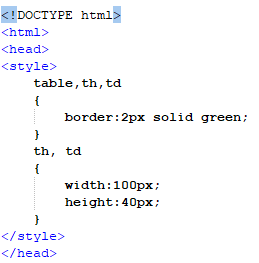 <!DOCTYPE html>
<html>
<head>
<style>
table,th,td
{
border:2px solid green;
}
th, td
{
width:100px;
height:40px;
}
</style>
</head>